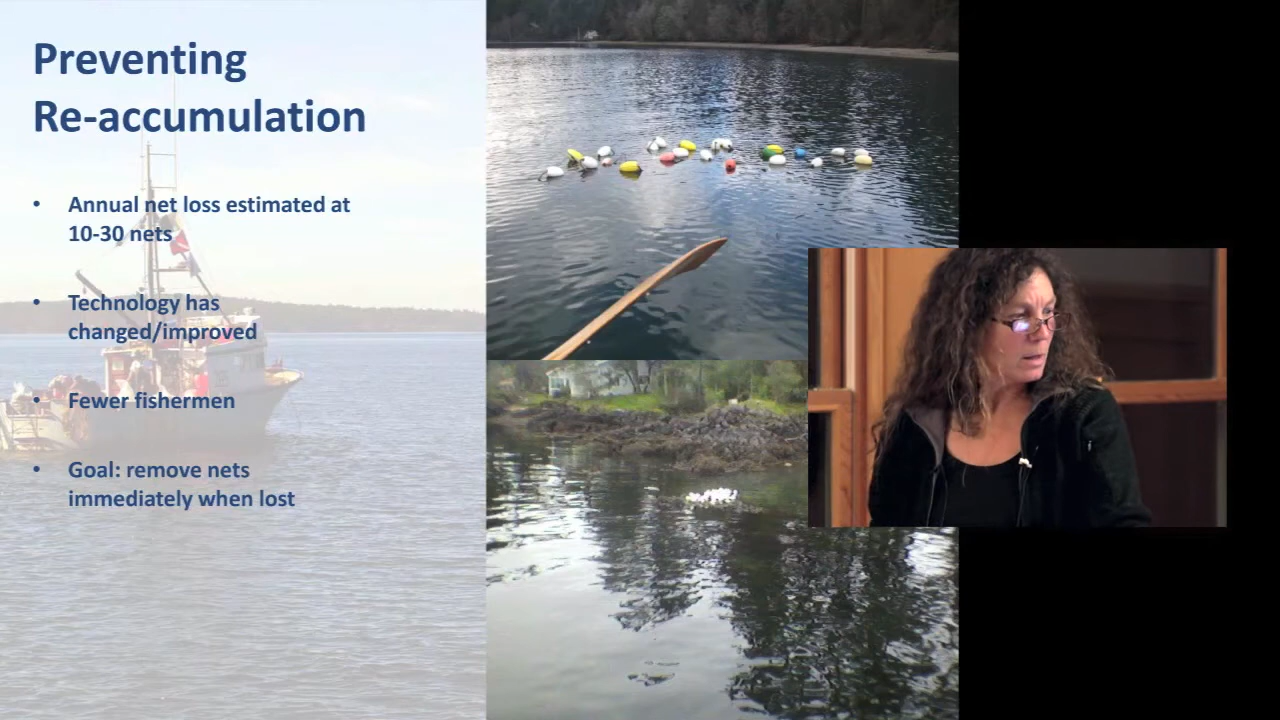 Preventing
Re-accumulation
• Annual net loss estimated at
10-30 nets
• Technology has
changed/improved
• Fewer fishermen
• Goal: remove nets
immediately when lost